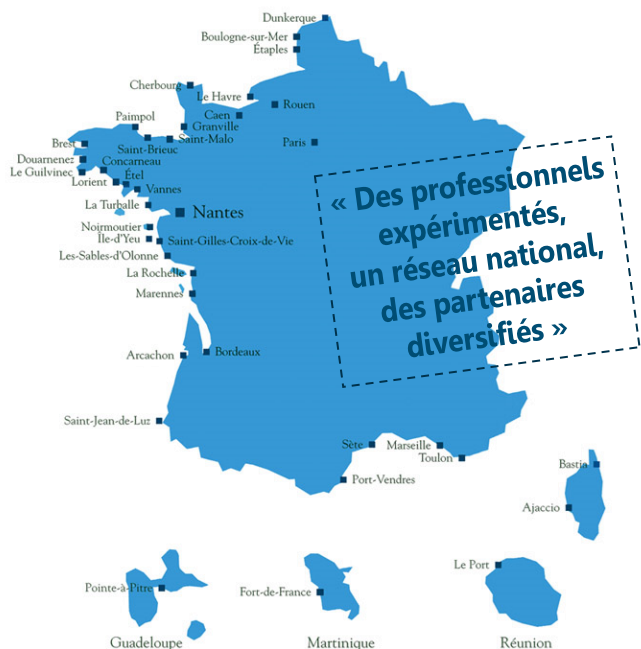 Dunkerque
Boulogne-sur-Mer
Étaples
Cherbourg
Le Havre
Rouen
Caen
Paimpol
Granville
Saint-Malo
Saint-Brieuc
Paris
Brest
Douarnenez
Concarneau
Le Guilvinec
Étel
Lorient
Vannes
La Turballe
Nantes
Noirmoutier
Île-d'Yeu
Saint-Gilles-Croix-de-Vie
Les-Sables-d'Olonne
La Rochelle
Marennes
« Des professionnels
expérimentés,
un réseau national,
des partenaires
diversifiés »
Arcachon
Bordeaux
Saint-Jean-de-Luz
Sète
Marseille
Toulon
Port-Vendres
Bastia
Ajaccio
Pointe-à-Pitre
Fort-de-France
Le Port
Guadeloupe
Martinique
Réunion